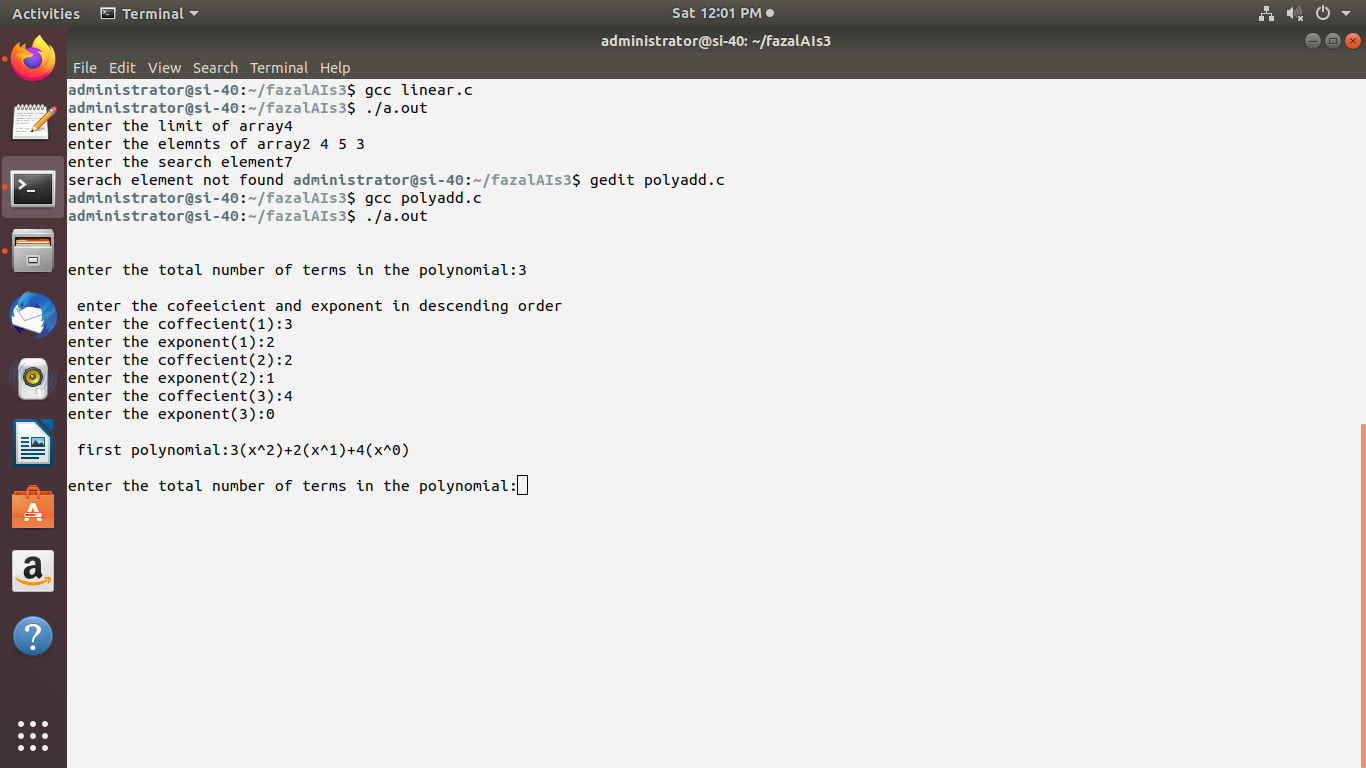 Activities Terminal Sat 12:01 PM
administrator@si-40: ~/fazalAIs3
File Edit View Search Terminal Help
administrator@si-40:~/fazalAIs3$ gcc linear.c
administrator@si-40:~/fazalAIs3$ ./a.out
enter the limit of array4
enter the elemnts of array2 4 5 3
enter the search element7
serach element not found administrator@si-40:~/fazalAIs3$ gedit polyadd.c
administrator@si-40:~/fazalAIs3$ gcc polyadd.c
administrator@si-40:~/fazalAIs3$ ./a.out
enter the total number of terms in the polynomial:3
enter the cofeeicient and exponent in descending order
enter the coffecient(1):3
enter the exponent(1):2
enter the coffecient(2):2
enter the exponent(2):1
enter the coffecient(3):4
enter the exponent(3):0
first polynomial:3(x^2)+2(x^1)+4(x^0)
enter the total number of terms in the polynomial: